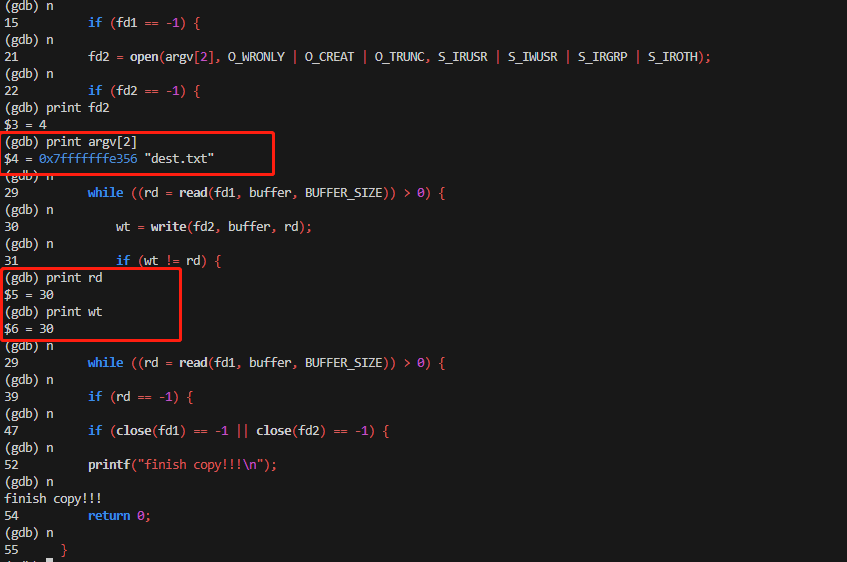 (gdb) n
15 if (fd1 == -1) {
(gdb) n
21 fd2 = open(argv[2], O_WRONLY | O_CREAT | O_TRUNC, S_IRUSR | S_IWUSR | S_IRGRP | S_IROTH);
(gdb) n
22 if (fd2 == -1) {
(gdb) print fd2
$3 = 4
(gdb) print argv[2]
$4 = 0x7fffffffe356 "dest.txt"
(gdb) n
29 while ((rd = read(fd1, buffer, BUFFER_SIZE)) > 0) {
(gdb) n
30 wt = write(fd2, buffer, rd);
(gdb) n
31 if (wt != rd) {
(gdb) print rd
$5 = 30
(gdb) print wt
$6 = 30
(gdb) n
29 while ((rd = read(fd1, buffer, BUFFER_SIZE)) > 0) {
(gdb) n
39 if (rd == -1) {
(gdb) n
47 if (close(fd1) == -1 || close(fd2) == -1) {
(gdb) n
52 printf("finish copy!!!\n");
(gdb) n
finish copy!!!
54 return 0;
(gdb) n
55 }